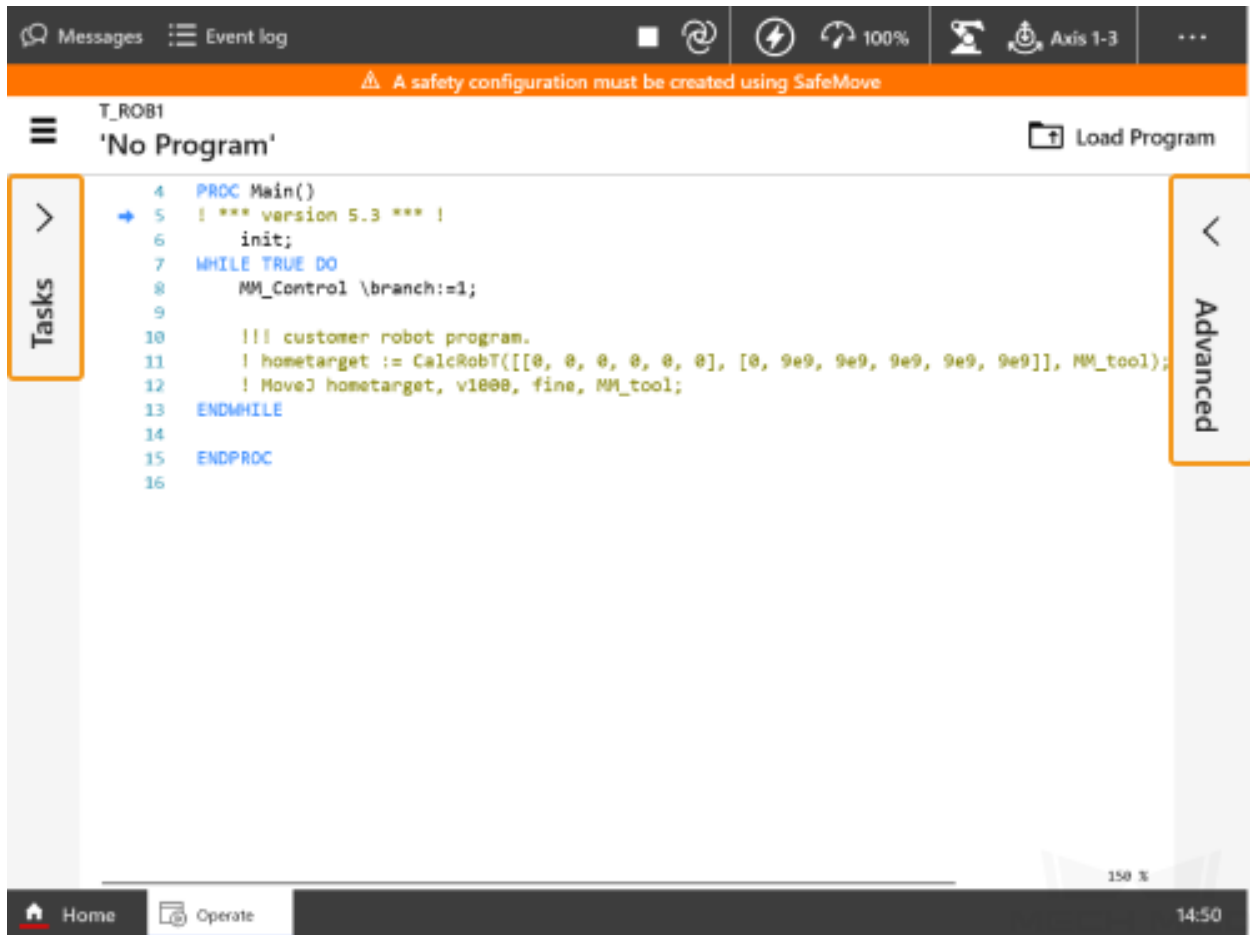 Messages Event log 100% Axis 1-3 ...
A safety configuration must be created using SafeMove
T_ROB1
'No Program'
Load Program
Tasks
4 PROC Main()
5 ! *** version 5.3 *** !
6 init;
7 WHILE TRUE DO
8 MM_Control \branch:=1;
9
10 !!! customer robot program.
11 ! hometarget := CalcRobT([[0, 0, 0, 0, 0, 0], [0, 9e9, 9e9, 9e9, 9e9, 9e9]], MM_tool);
12 ! MoveJ hometarget, v1000, fine, MM_tool;
13 ENDWHILE
14
15 ENDPROC
16
Advanced
150 %
Home Operate 14:50